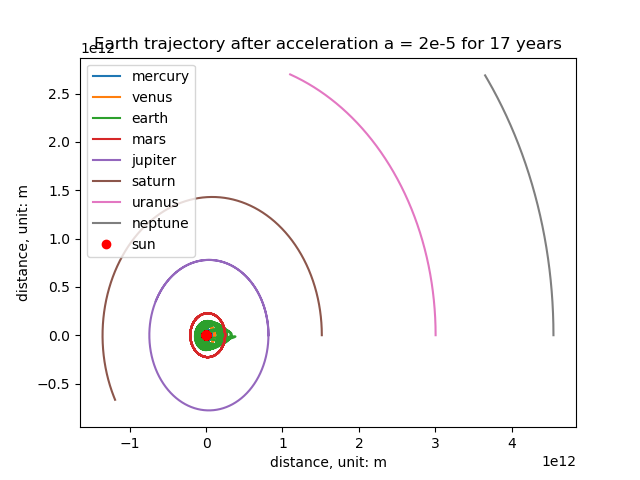 Earth trajectory after acceleration a = 2e-5 for 17 years
1e12
mercury
venus
earth
mars
jupiter
saturn
uranus
neptune
sun
distance, unit: m
2.5
2.0
1.5
1.0
0.5
0.0
−0.5
−1 0 1 2 3 4
1e12
distance, unit: m